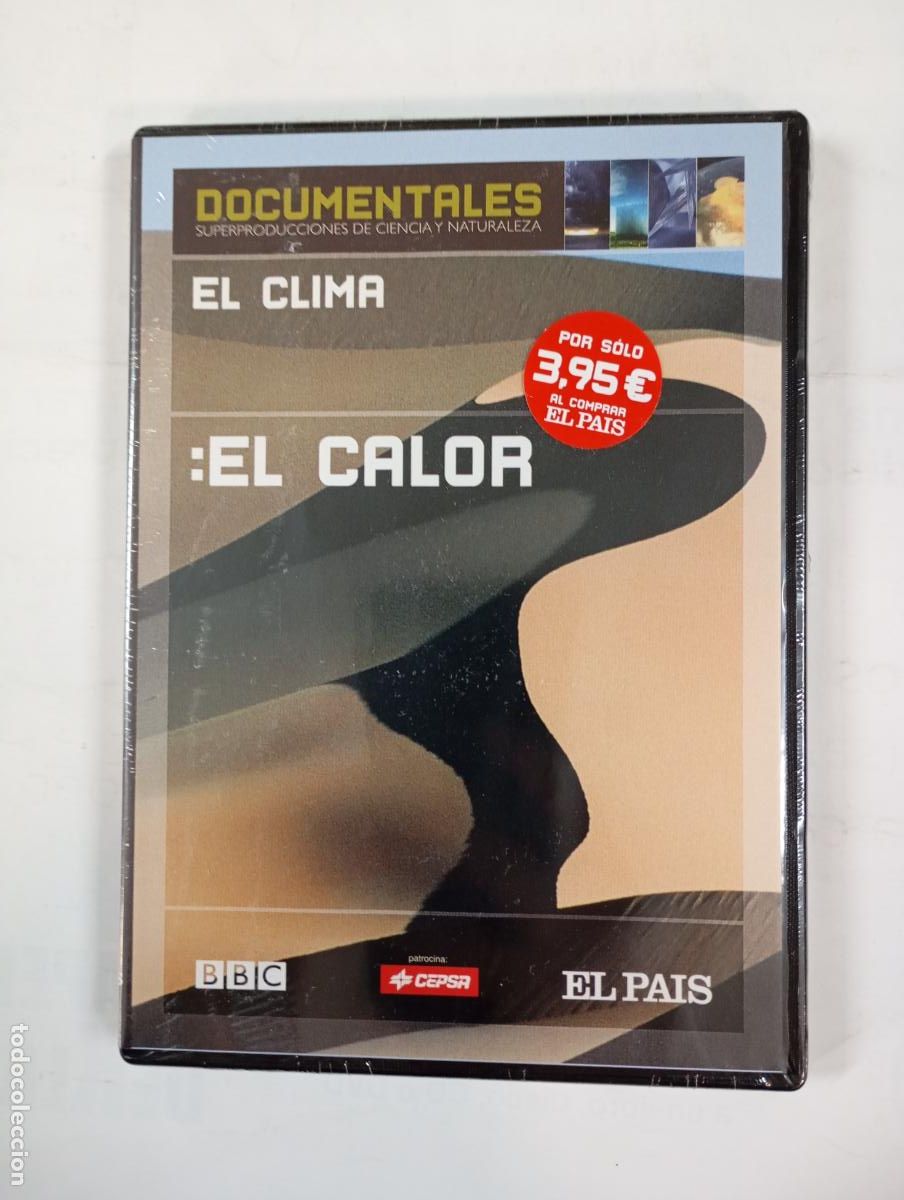 DOCUMENTALES
SUPERPRODUCCIONES DE CIENCIA Y NATURALEZA
EL CLIMA
POR SÓLO
3,95 €
AL COMPRAR
EL PAIS
:EL CALOR
BBC
patrocina:
CEPSA
EL PAIS
todocoleccion